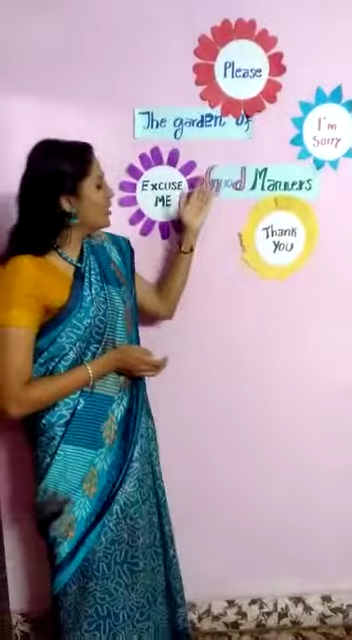 Please
The garden of
I'm
Sorry
EXCUSE
ME
Good Manners
Thank
You